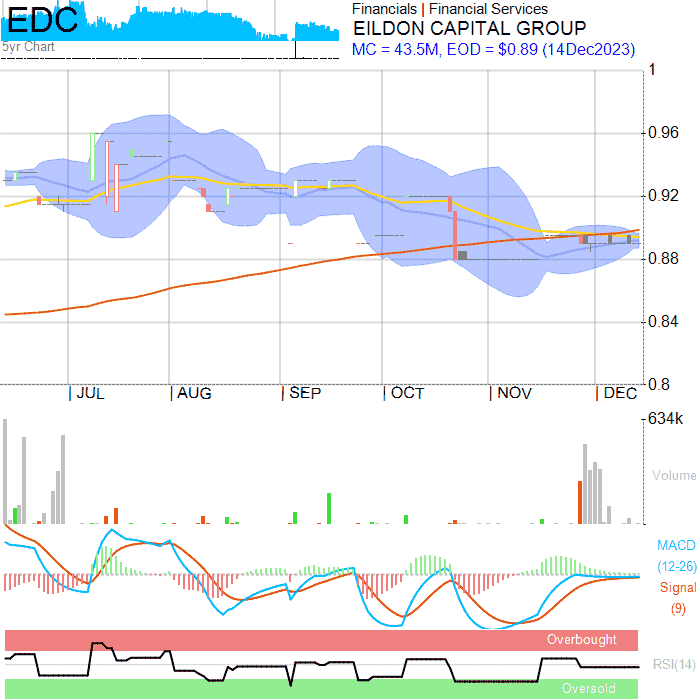 EDC
Financials | Financial Services
EILDON CAPITAL GROUP
5yr Chart
MC = 43.5M, EOD = $0.89 (14Dec2023)
1
0.96
0.92
0.88
0.84
0.8
| JUL | AUG | SEP | OCT | NOV | DEC
634k
Volume
MACD
(12-26)
Signal
(9)
Overbought
RSI(14)
Oversold